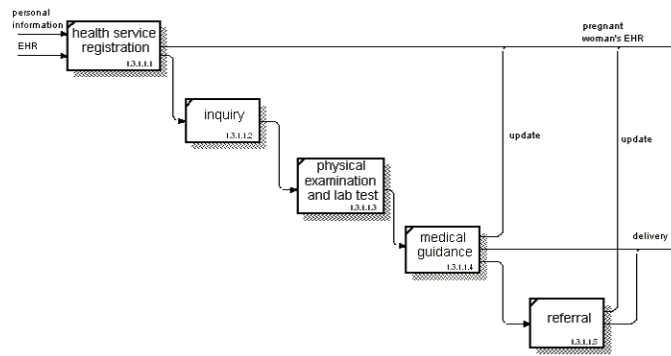 personal
information
EHR
health service
registration
1.3.1.1.1
pregnant
woman's EHR
inquiry
1.3.1.1.2
update
update
physical
examination
and lab test
1.3.1.1.3
medical
guidance
1.3.1.1.4
delivery
referral
1.3.1.1.5